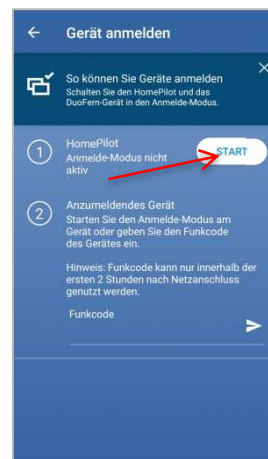 Gerät anmelden
So können Sie Geräte anmelden
Schalten Sie den HomePilot und das
DuoFern-Gerät in den Anmelde-Modus.
1
HomePilot
Anmelde-Modus nicht
aktiv
START
2
Anzumeldendes Gerät
Starten Sie den Anmelde-Modus am
Gerät oder geben Sie den Funkcode
des Gerätes ein.
Hinweis: Funkcode kann nur innerhalb der
ersten 2 Stunden nach Netzanschluss
genutzt werden.
Funkcode